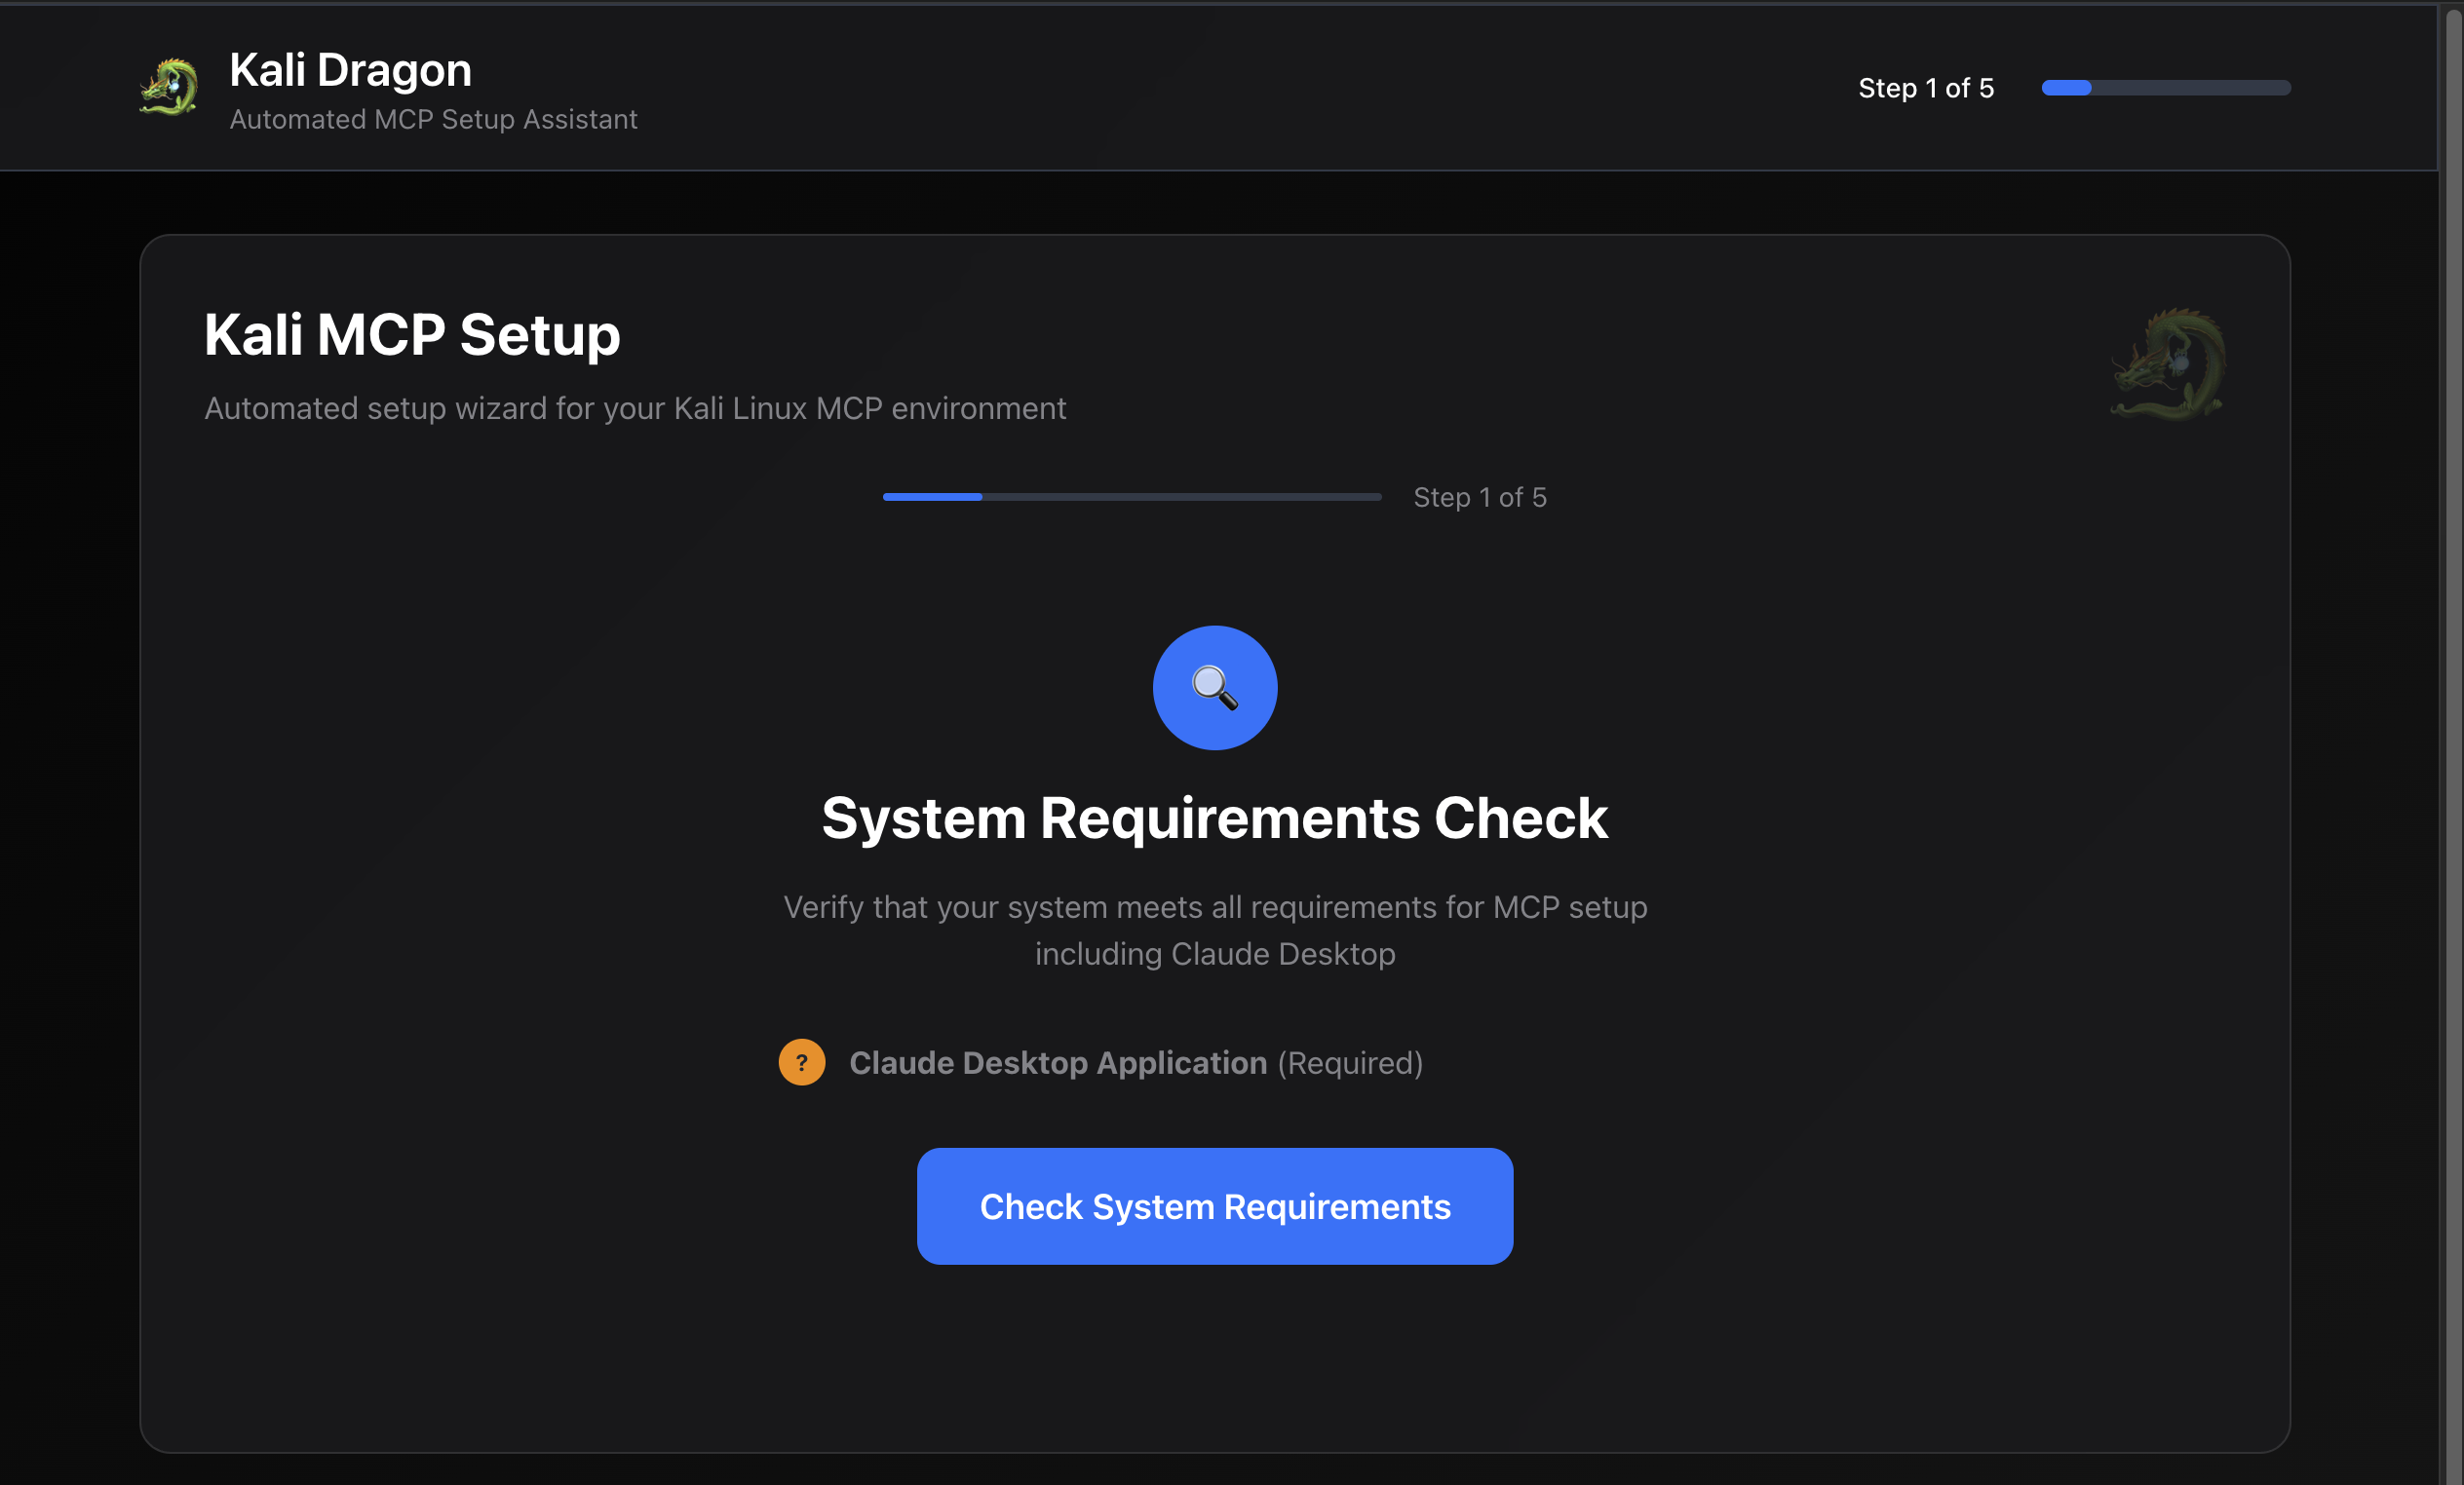 Kali Dragon
Automated MCP Setup Assistant
Step 1 of 5
Kali MCP Setup
Automated setup wizard for your Kali Linux MCP environment
Step 1 of 5
System Requirements Check
Verify that your system meets all requirements for MCP setup
including Claude Desktop
? Claude Desktop Application (Required)
Check System Requirements